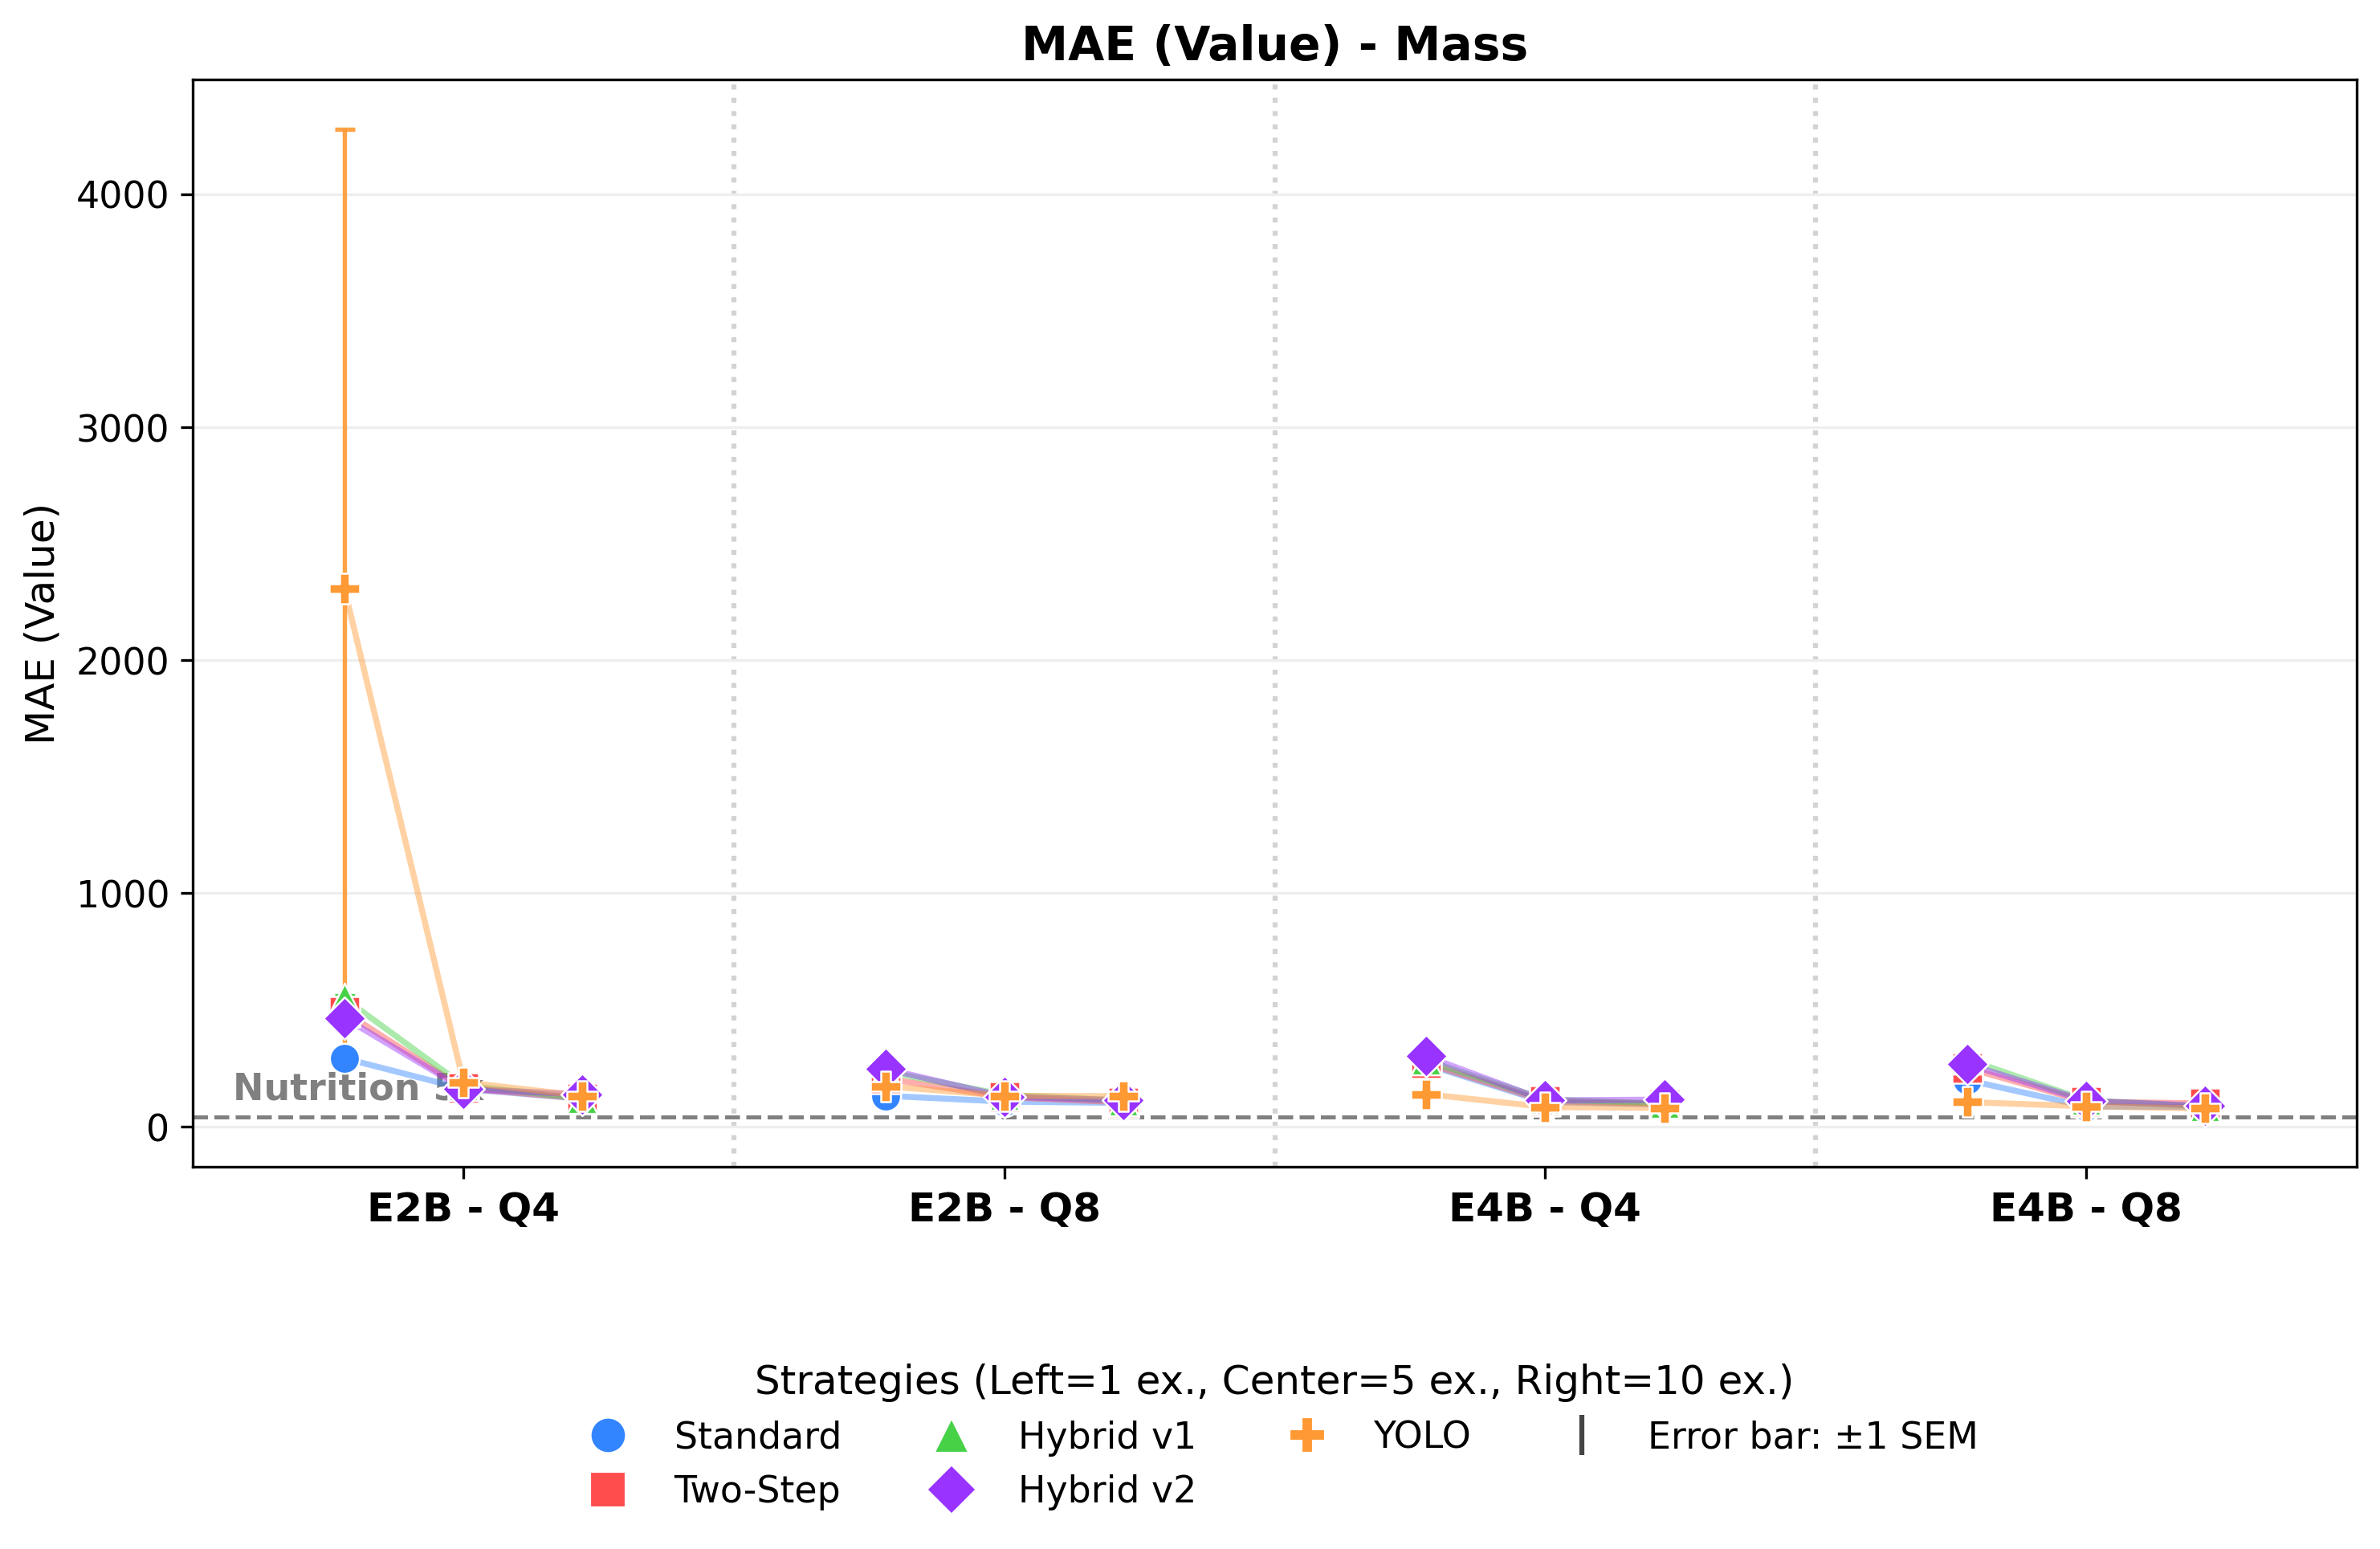 MAE (Value) - Mass
MAE (Value)
4000
3000
2000
1000
0
Nutrition
E2B - Q4
E2B - Q8
E4B - Q4
E4B - Q8
Strategies (Left=1 ex., Center=5 ex., Right=10 ex.)
Standard
Hybrid v1
YOLO
Error bar: ±1 SEM
Two-Step
Hybrid v2